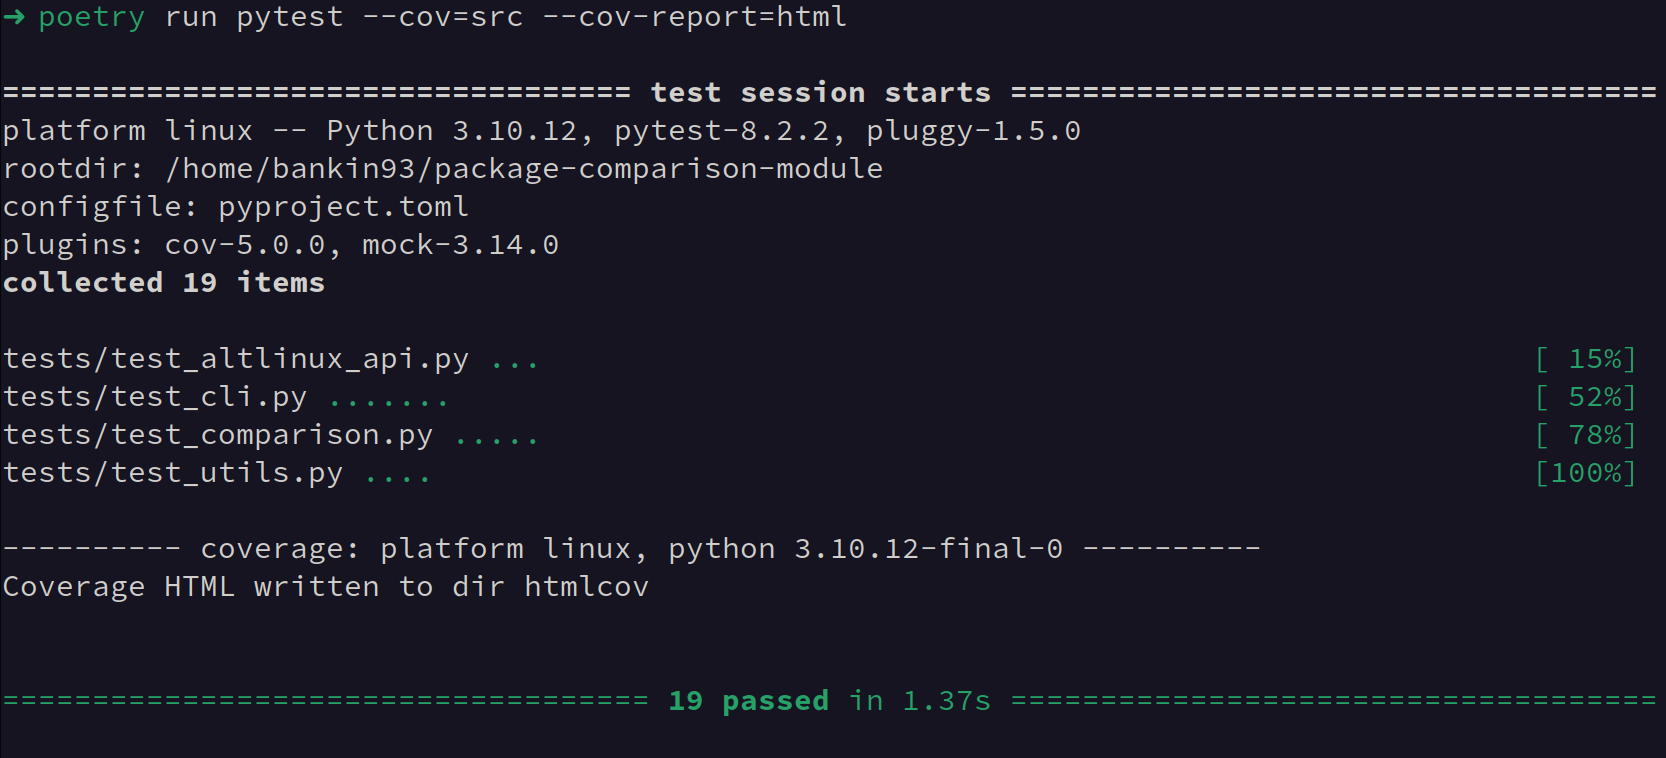 ➜ poetry run pytest --cov=src --cov-report=html
=================================== test session starts ====================================
platform linux -- Python 3.10.12, pytest-8.2.2, pluggy-1.5.0
rootdir: /home/bankin93/package-comparison-module
configfile: pyproject.toml
plugins: cov-5.0.0, mock-3.14.0
collected 19 items
tests/test_altlinux_api.py ... [ 15%]
tests/test_cli.py ....... [ 52%]
tests/test_comparison.py ..... [ 78%]
tests/test_utils.py .... [100%]
---------- coverage: platform linux, python 3.10.12-final-0 ----------
Coverage HTML written to dir htmlcov
==================================== 19 passed in 1.37s ====================================